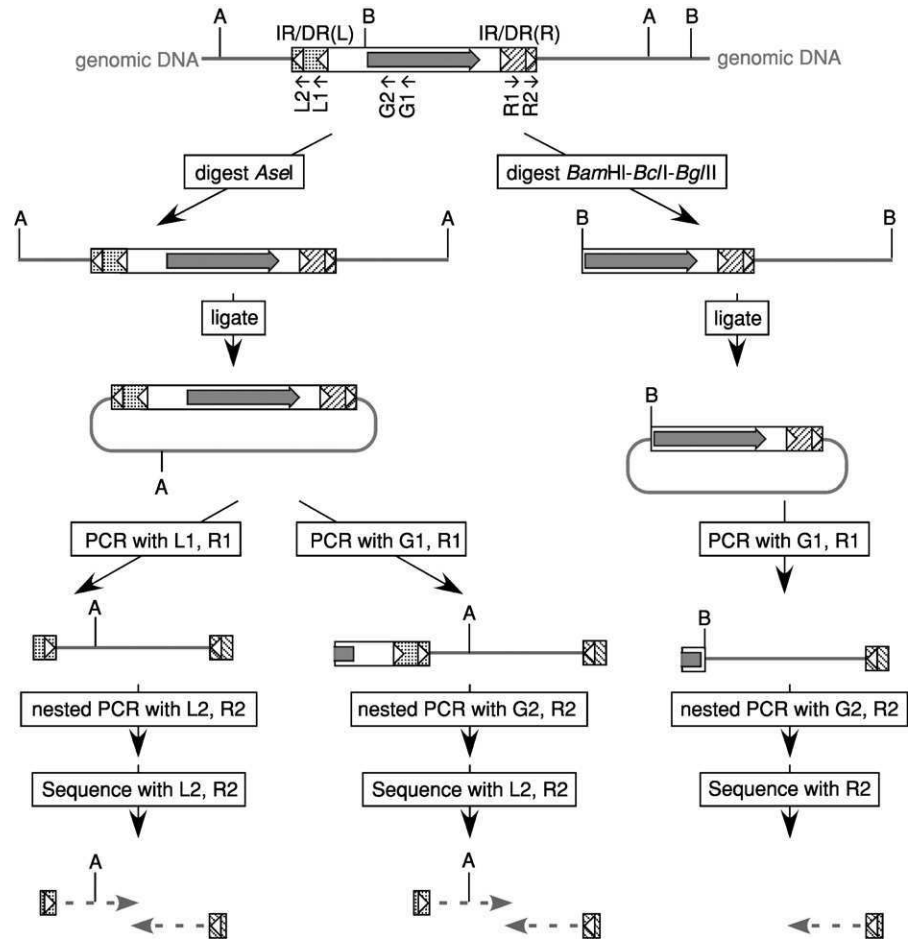 A B A B
IR/DR(L) IR/DR(R)
genomic DNA genomic DNA
L2 L1 G2 G1 R1 R2
digest AseI digest BamHI-BclI-BglII
A A B B
ligate ligate
B
A
PCR with L1, R1 PCR with G1, R1 PCR with G1, R1
A A B
nested PCR with L2, R2 nested PCR with G2, R2 nested PCR with G2, R2
Sequence with L2, R2 Sequence with L2, R2 Sequence with R2
A A